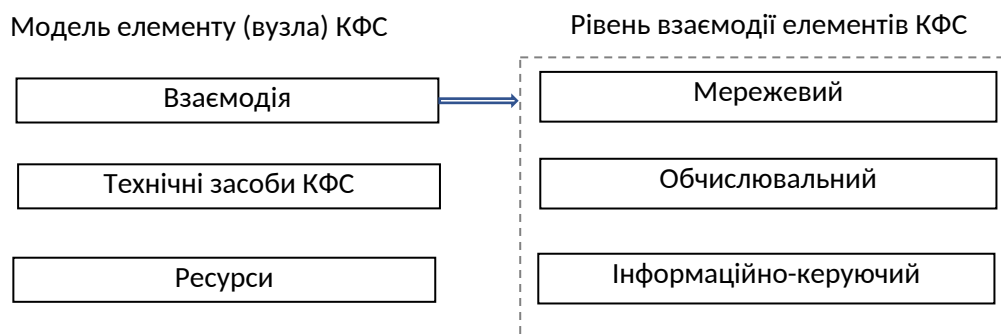 Модель елементу (вузла) КФС
Взаємодія
Технічні засоби КФС
Ресурси
Рівень взаємодії елементів КФС
Мережевий
Обчислювальний
Інформаційно-керуючий